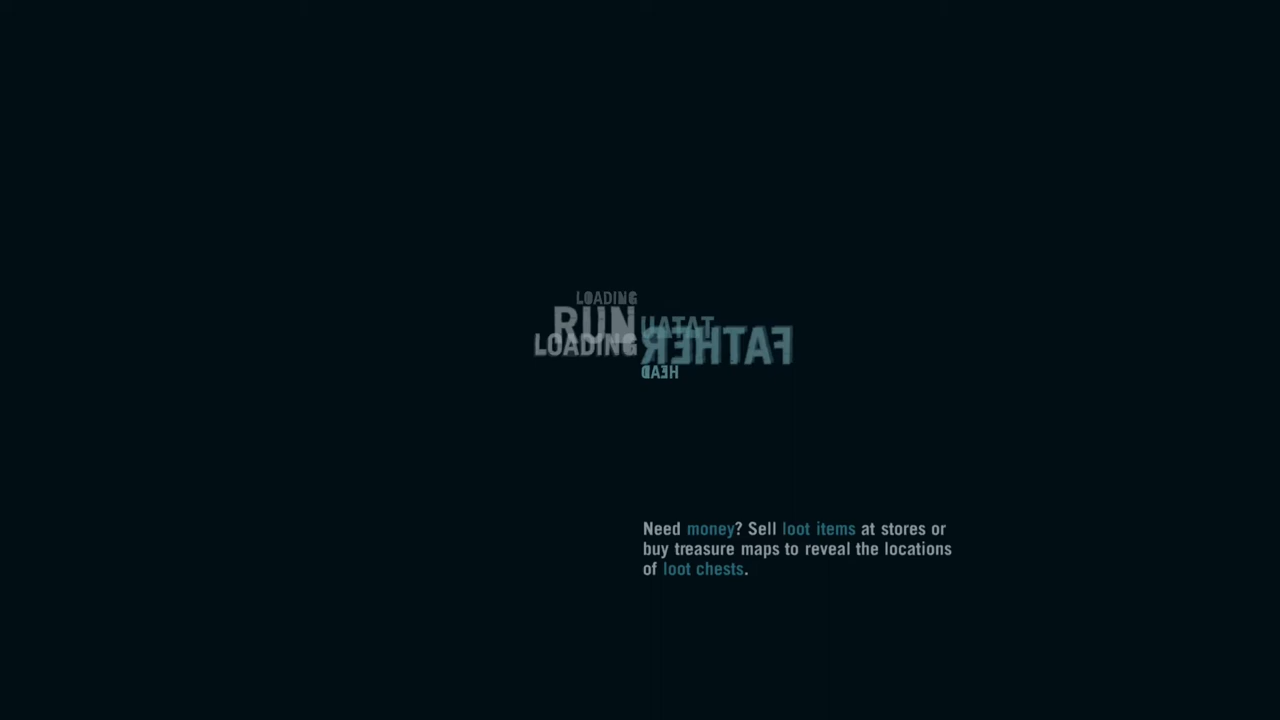 LOADING
RUN
TATAU
LOADING
FATHER
HEAD
Need money? Sell loot items at stores or
buy treasure maps to reveal the locations
of loot chests.